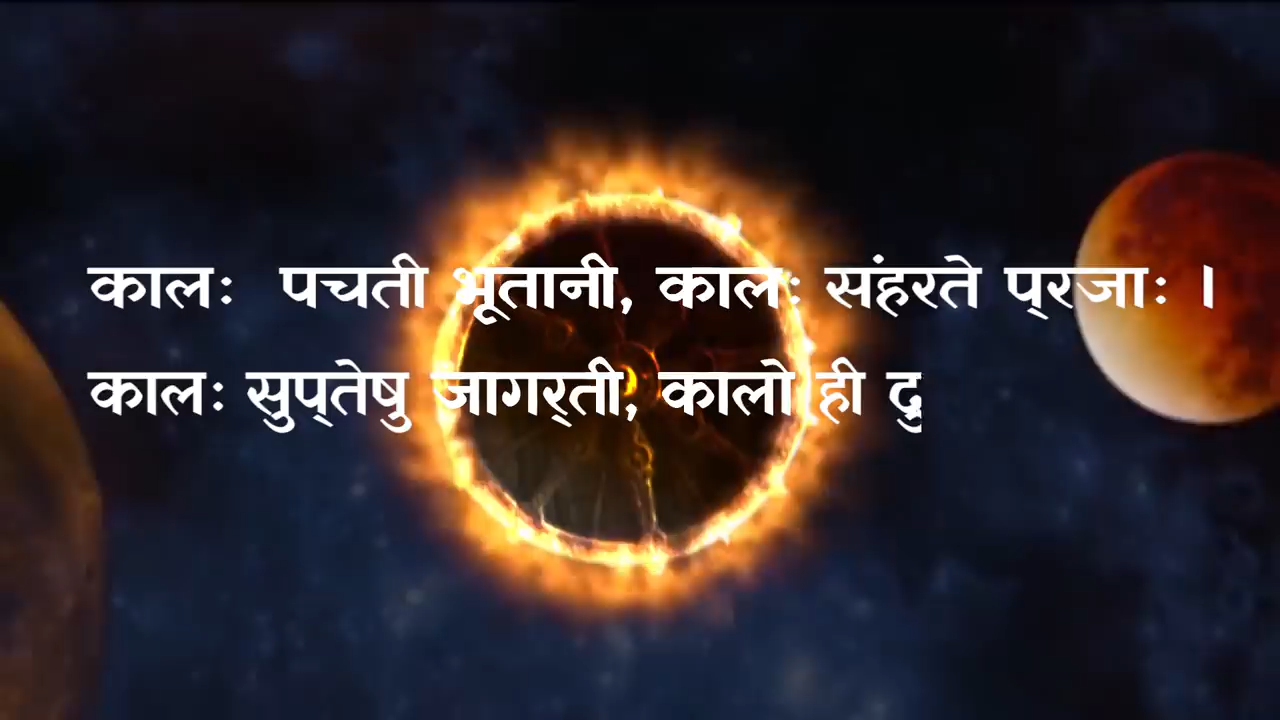 कालः पचती भूतानी, कालः संहरते प्‌रजाः ।
कालः सुप्‌तेषु जागर्‌ती, कालो ही दु